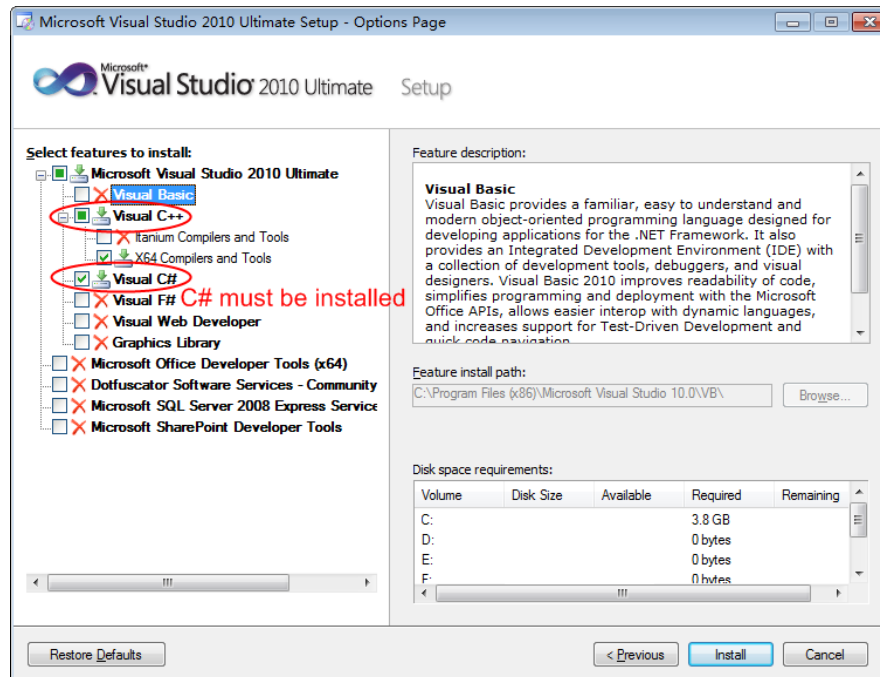 Microsoft Visual Studio 2010 Ultimate Setup - Options Page
Microsoft®
Visual Studio® 2010 Ultimate Setup
Select features to install:
Microsoft Visual Studio 2010 Ultimate
Visual Basic
Visual C++
Itanium Compilers and Tools
X64 Compilers and Tools
Visual C#
Visual F#
C# must be installed
Visual Web Developer
Graphics Library
Microsoft Office Developer Tools (x64)
Dotfuscator Software Services - Community
Microsoft SQL Server 2008 Express Service
Microsoft SharePoint Developer Tools
Feature description:
Visual Basic
Visual Basic provides a familiar, easy to understand and
modern object-oriented programming language designed for
developing applications for the .NET Framework. It also
provides an Integrated Development Environment (IDE) with
a collection of development tools, debuggers, and visual
designers. Visual Basic 2010 improves readability of code,
simplifies programming and deployment with the Microsoft
Office APIs, allows easier interop with dynamic languages,
and increases support for Test-Driven Development and
quick code navigation
Feature install path:
C:\Program Files (x86)\Microsoft Visual Studio 10.0\VB\
Browse...
Disk space requirements:
Volume Disk Size Available Required Remaining
C: 3.8 GB
D: 0 bytes
E: 0 bytes
F: 0 bytes
Restore Defaults
< Previous
Install
Cancel